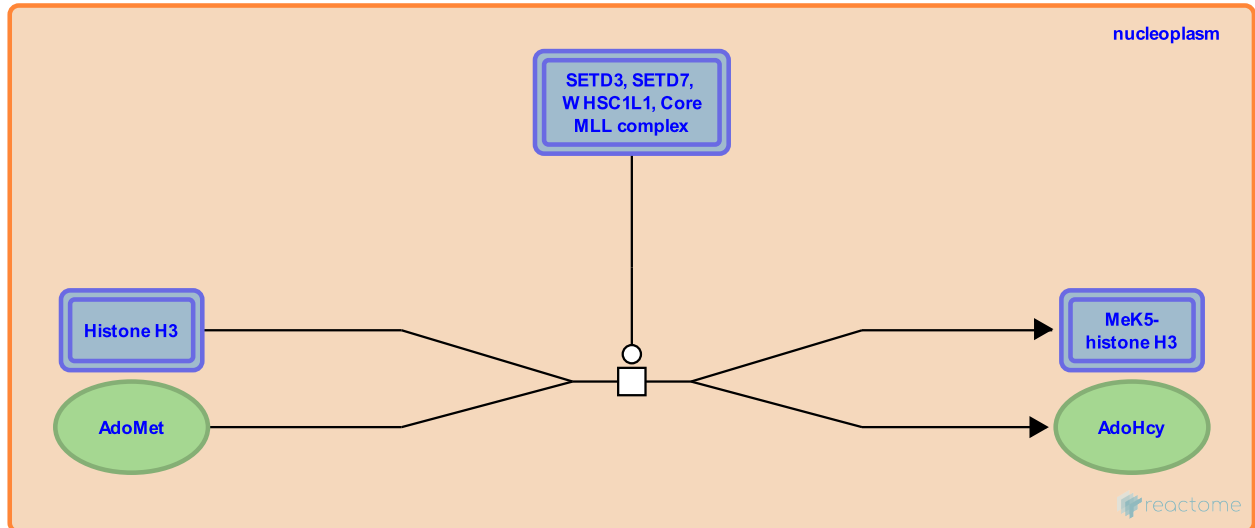 nucleoplasm
SETD3, SETD7,
WHSC1L1, Core
MLL complex
Histone H3
AdoMet
MeK5-
histone H3
AdoHcy
reactome